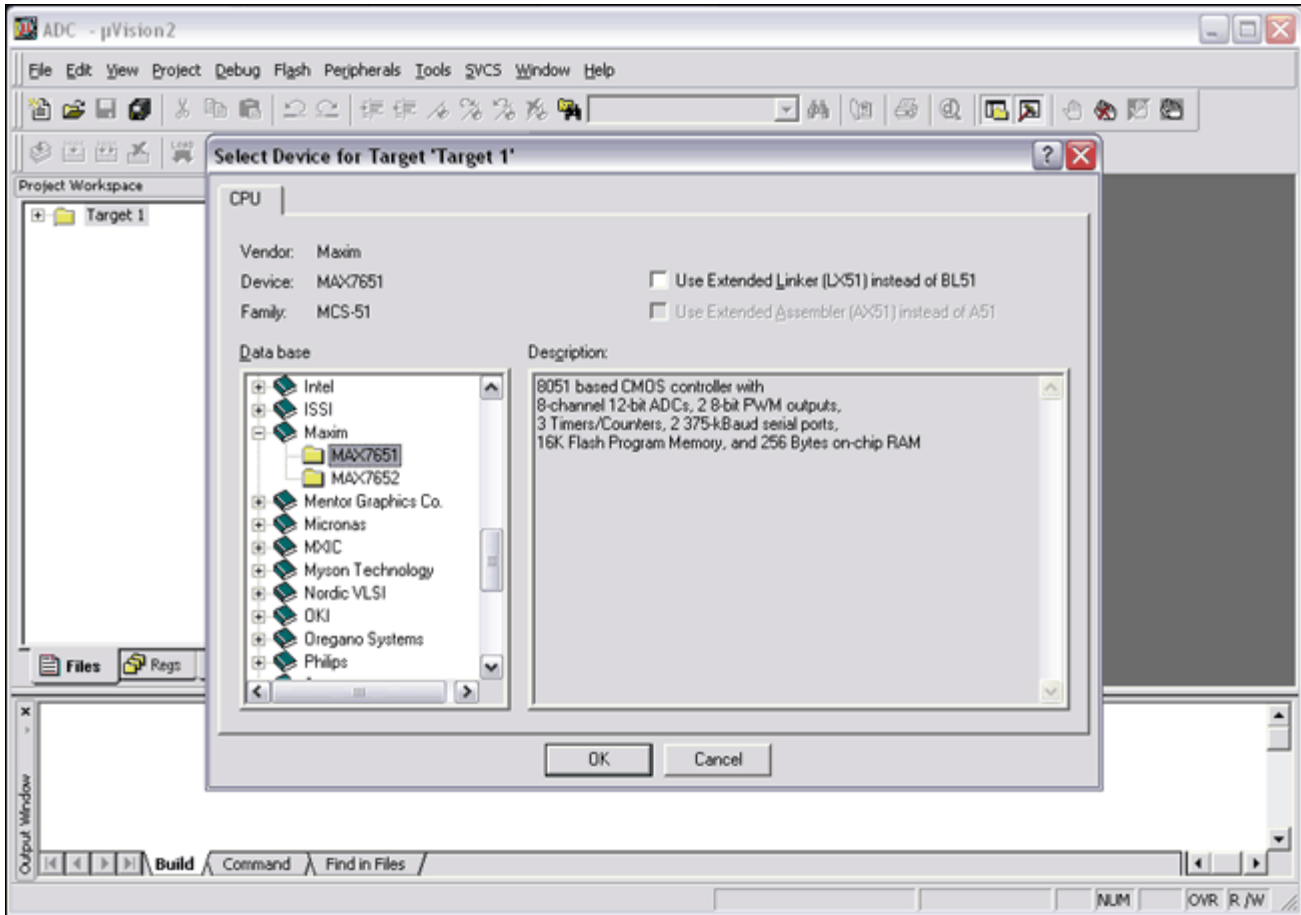 ADC - µVision2
File Edit View Project Debug Flash Peripherals Tools SVCS Window Help
LOAD
Select Device for Target 'Target 1'
Project Workspace
Target 1
CPU
Vendor: Maxim
Device: MAX7651
Use Extended Linker (LX51) instead of BL51
Family: MCS-51
Use Extended Assembler (AX51) instead of A51
Data base
Description:
Intel
ISSI
Maxim
MAX7651
MAX7652
Mentor Graphics Co.
Micronas
MXIC
Myson Technology
Nordic VLSI
OKI
Oregano Systems
Philips
8051 based CMOS controller with
8-channel 12-bit ADCs, 2 8-bit PWM outputs,
3 Timers/Counters, 2 375-kBaud serial ports,
16K Flash Program Memory, and 256 Bytes on-chip RAM
Files Regs
OK Cancel
Output Window
Build Command Find in Files
NUM OVR R/W